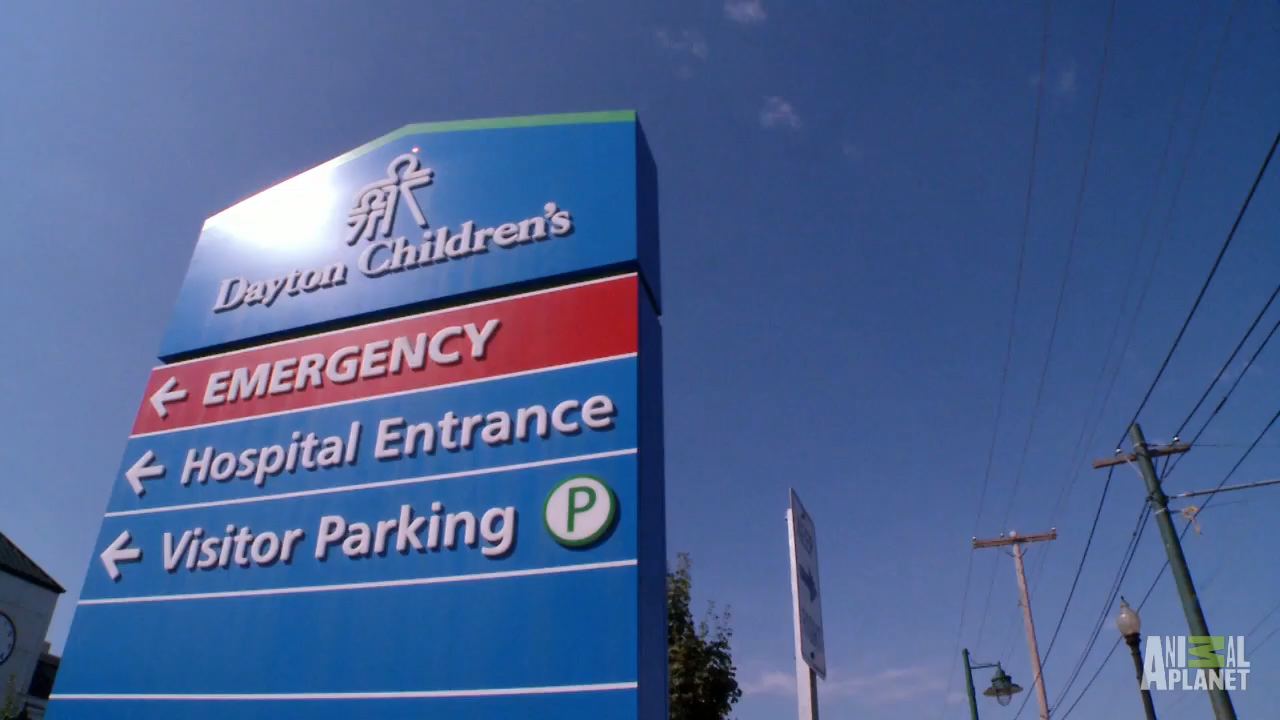 Dayton Children's
← EMERGENCY
← Hospital Entrance
← Visitor Parking P
ANIMAL
PLANET